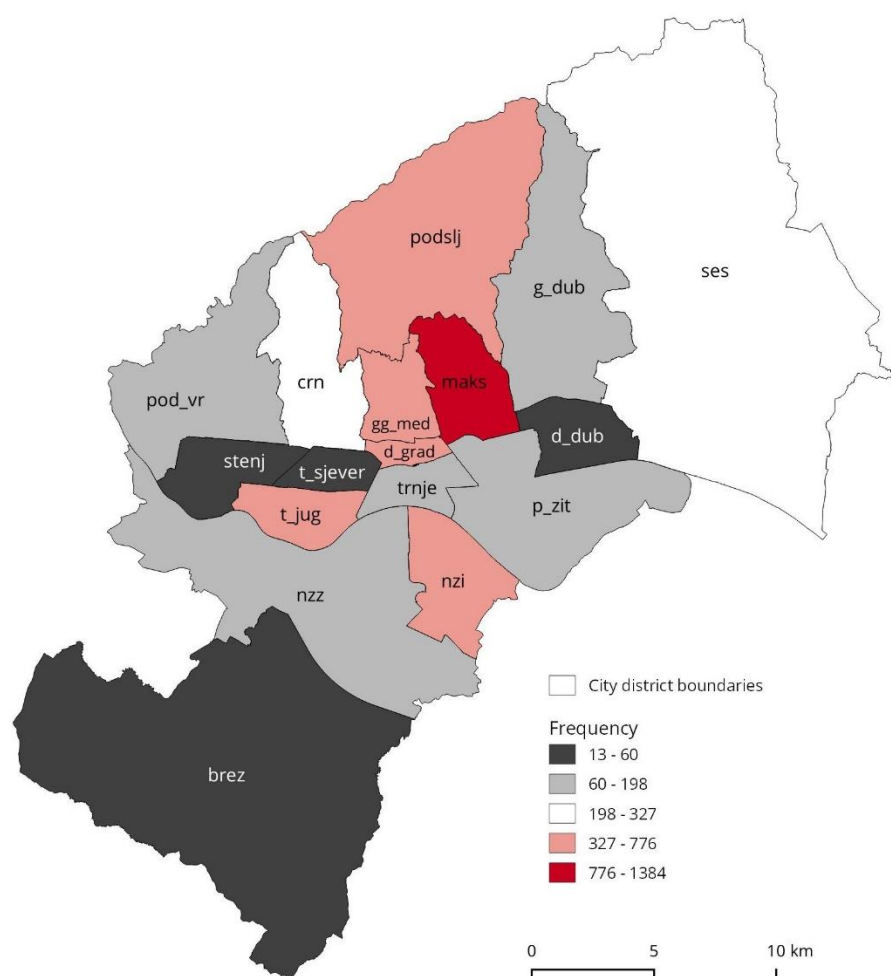 podslj
g_dub
ses
crn
maks
pod_vr
gg_med
d_grad
d_dub
stenj
t_sjever
trnje
p_zit
t_jug
nzi
nzz
brez
City district boundaries
Frequency
13 - 60
60 - 198
198 - 327
327 - 776
776 - 1384
0 5 10 km